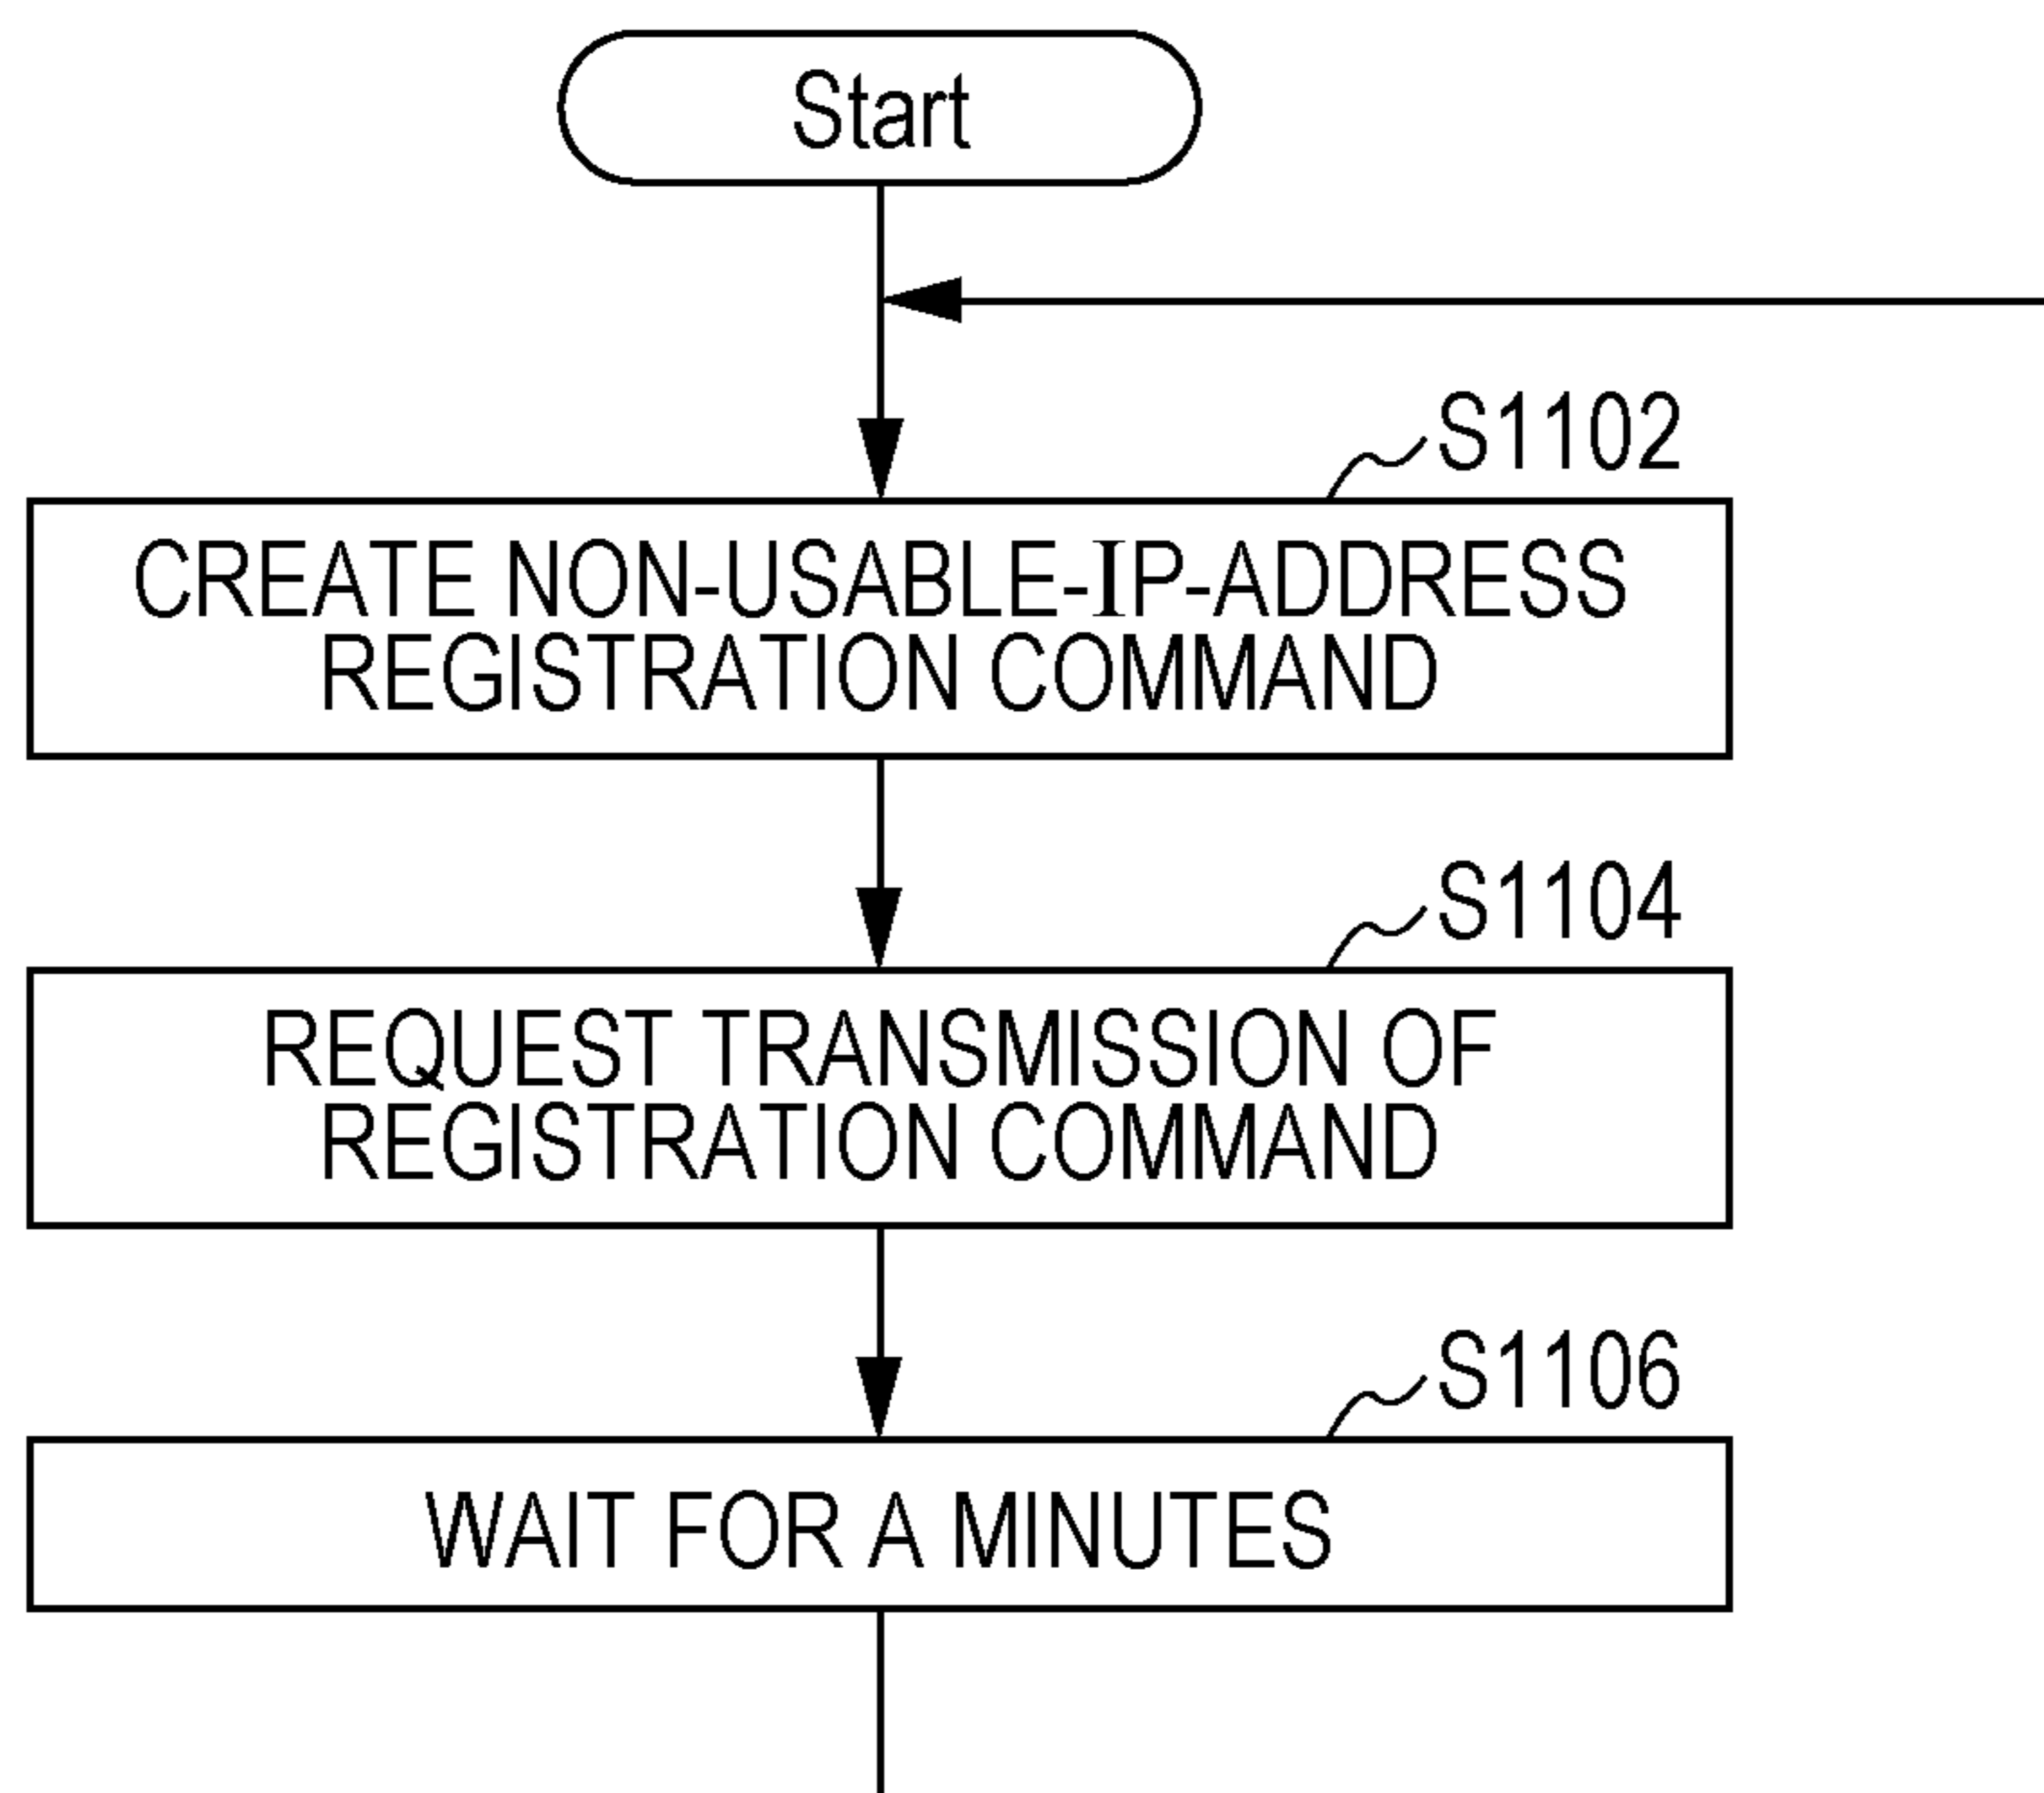 Start
S1102
CREATE NON-USABLE-IP-ADDRESS
REGISTRATION COMMAND
S1104
REQUEST TRANSMISSION OF
REGISTRATION COMMAND
S1106
WAIT FOR A MINUTES